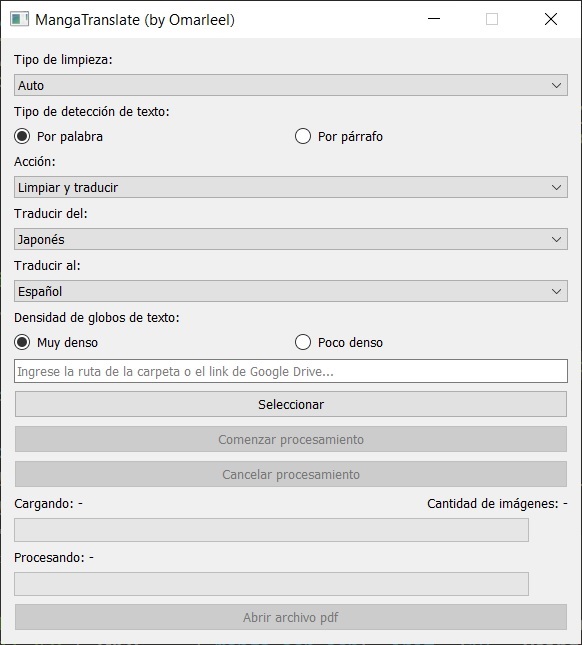 MangaTranslate (by Omarleel)
Tipo de limpieza:
Auto
Tipo de detección de texto:
Por palabra Por párrafo
Acción:
Limpiar y traducir
Traducir del:
Japonés
Traducir al:
Español
Densidad de globos de texto:
Muy denso Poco denso
Ingrese la ruta de la carpeta o el link de Google Drive...
Seleccionar
Comenzar procesamiento
Cancelar procesamiento
Cargando: - Cantidad de imágenes: -
Procesando: -
Abrir archivo pdf